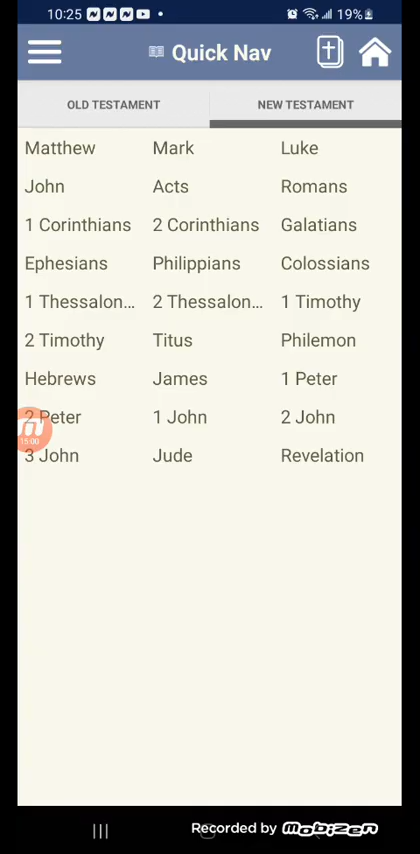 10:25 19%
Quick Nav
OLD TESTAMENT NEW TESTAMENT
Matthew Mark Luke
John Acts Romans
1 Corinthians 2 Corinthians Galatians
Ephesians Philippians Colossians
1 Thessalon... 2 Thessalon... 1 Timothy
2 Timothy Titus Philemon
Hebrews James 1 Peter
2 Peter 1 John 2 John
15:00
3 John Jude Revelation
Recorded by Mobizen